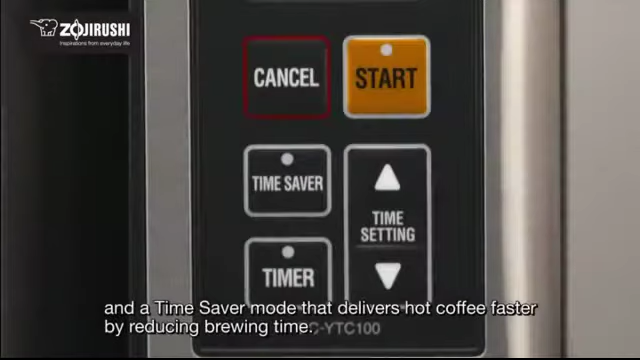 ZOJIRUSHI
Inspirations from everyday life
CANCEL
START
TIME SAVER
TIME
SETTING
TIMER
and a Time Saver mode that delivers hot coffee faster
by reducing brewing time.
C-YTC100